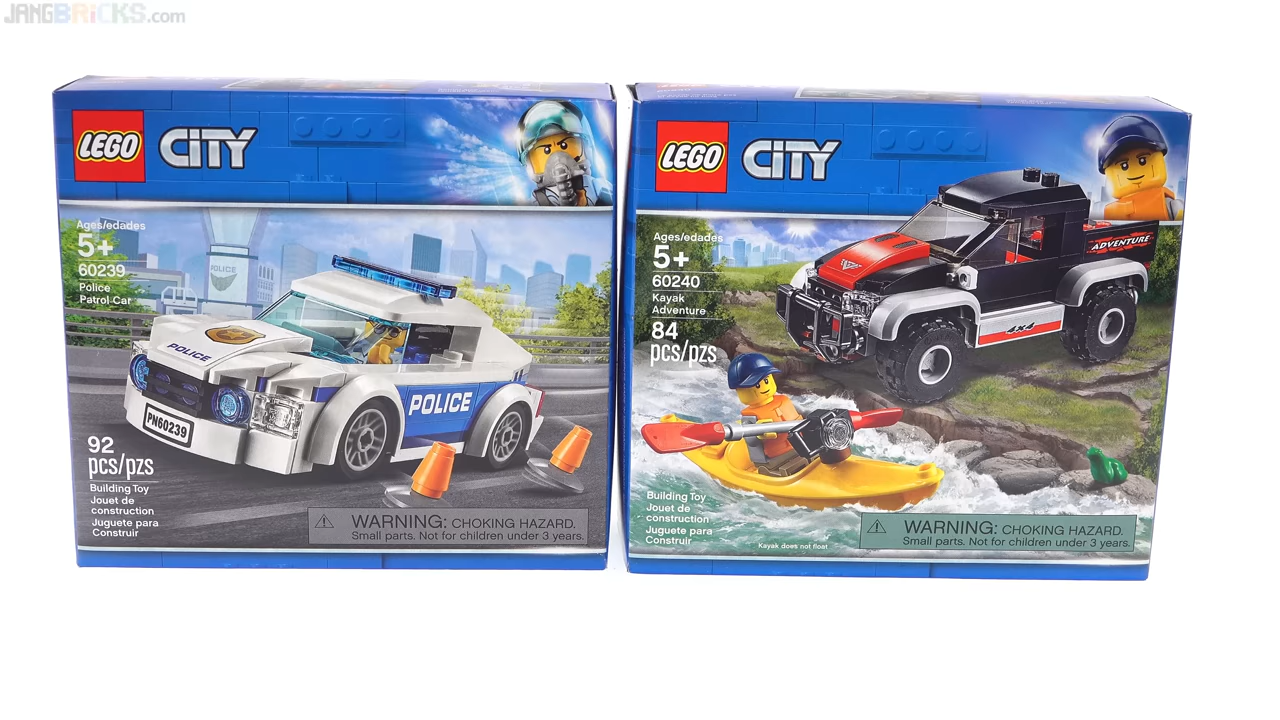 JANGBRiCKS.com
LEGO CITY
Ages/edades
5+
60239
Police
Patrol Car
POLICE
POLICE
PN60239
POLICE
92
pcs/pzs
Building Toy
Jouet de
construction
Juguete para
Construir
WARNING: CHOKING HAZARD.
Small parts. Not for children under 3 years.
LEGO CITY
Ages/edades
5+
60240
Kayak
Adventure
84
pcs/pzs
ADVENTURE
4x4
Building Toy
Jouet de
construction
Juguete para
Construir
Kayak does not float
WARNING: CHOKING HAZARD.
Small parts. Not for children under 3 years.